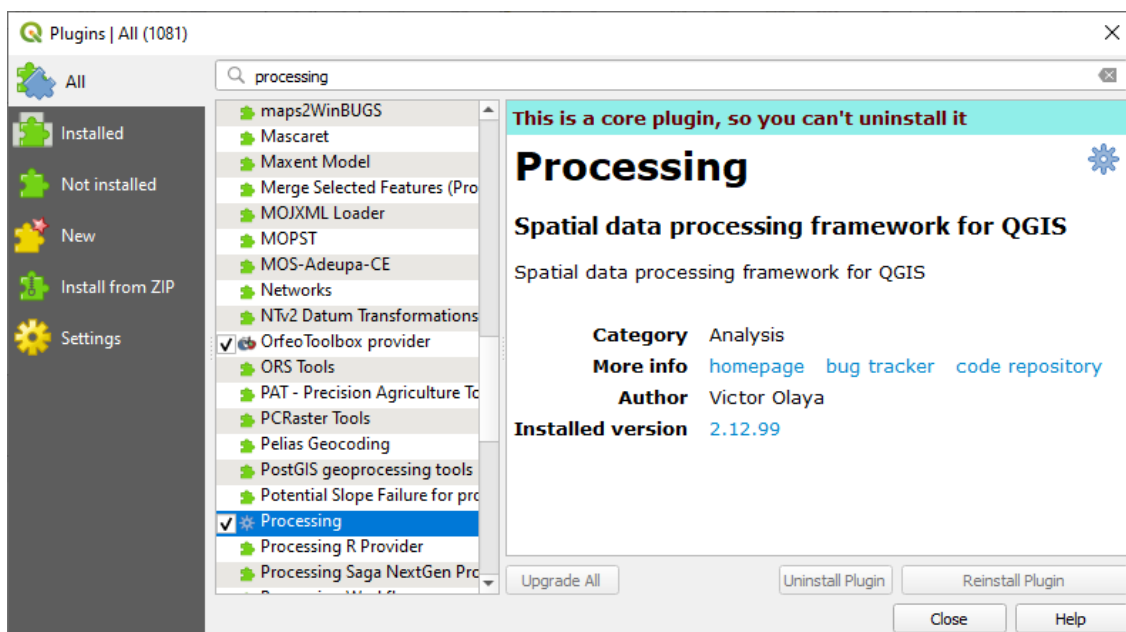 Plugins | All (1081)
All
Installed
Not installed
New
Install from ZIP
Settings
processing
maps2WinBUGS
Mascaret
Maxent Model
Merge Selected Features (Pro
MOJXML Loader
MOPST
MOS-Adeupa-CE
Networks
NTv2 Datum Transformations
OrfeoToolbox provider
ORS Tools
PAT - Precision Agriculture To
PCRaster Tools
Pelias Geocoding
PostGIS geoprocessing tools
Potential Slope Failure for pro
Processing
Processing R Provider
Processing Saga NextGen Pro
This is a core plugin, so you can't uninstall it
Processing
Spatial data processing framework for QGIS
Spatial data processing framework for QGIS
Category Analysis
More info homepage bug tracker code repository
Author Victor Olaya
Installed version 2.12.99
Upgrade All Uninstall Plugin Reinstall Plugin
Close Help